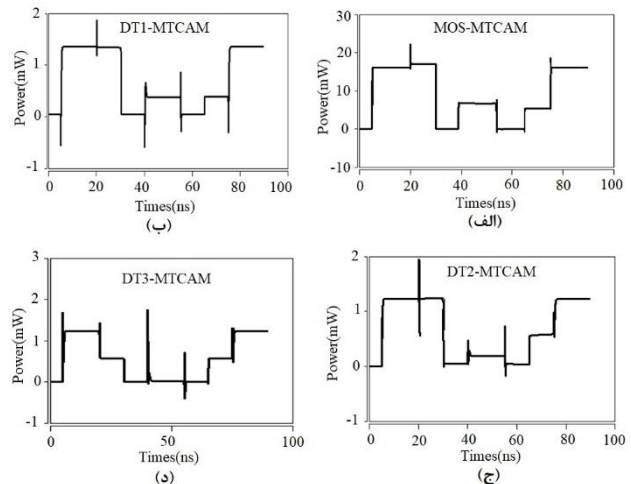 DT1-MTCAM
Power(mW)
2
1
0
-1
0 20 40 60 80 100
Times(ns)
(ب)
MOS-MTCAM
Power(mW)
30
20
10
0
-10
0 20 40 60 80 100
Times(ns)
(الف)
DT3-MTCAM
Power(mW)
3
2
1
0
-1
0 50 100
Times(ns)
(د)
DT2-MTCAM
Power(mW)
2
1
0
-1
0 20 40 60 80 100
Times(ns)
(ج)